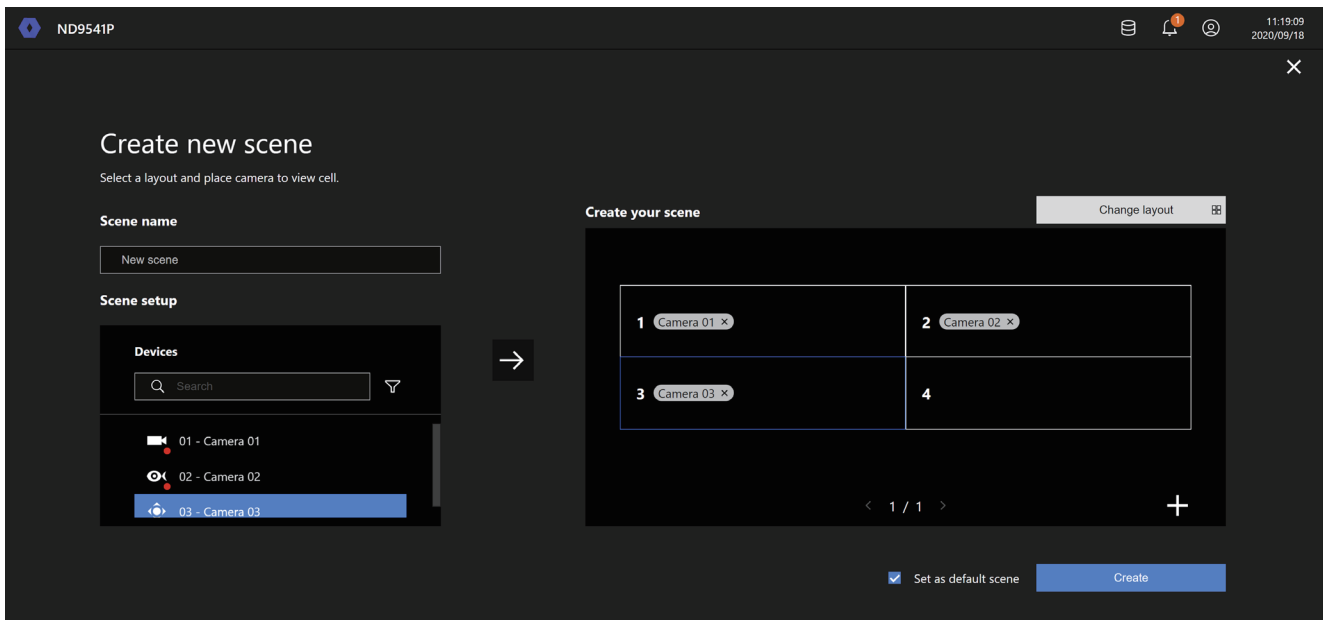 ND9541P
1
11:19:09
2020/09/18
Create new scene
Select a layout and place camera to view cell.
Scene name
New scene
Scene setup
Devices
Search
01 - Camera 01
02 - Camera 02
03 - Camera 03
Create your scene
Change layout
1 Camera 01 ×
2 Camera 02 ×
3 Camera 03 ×
4
< 1 / 1 >
Set as default scene
Create